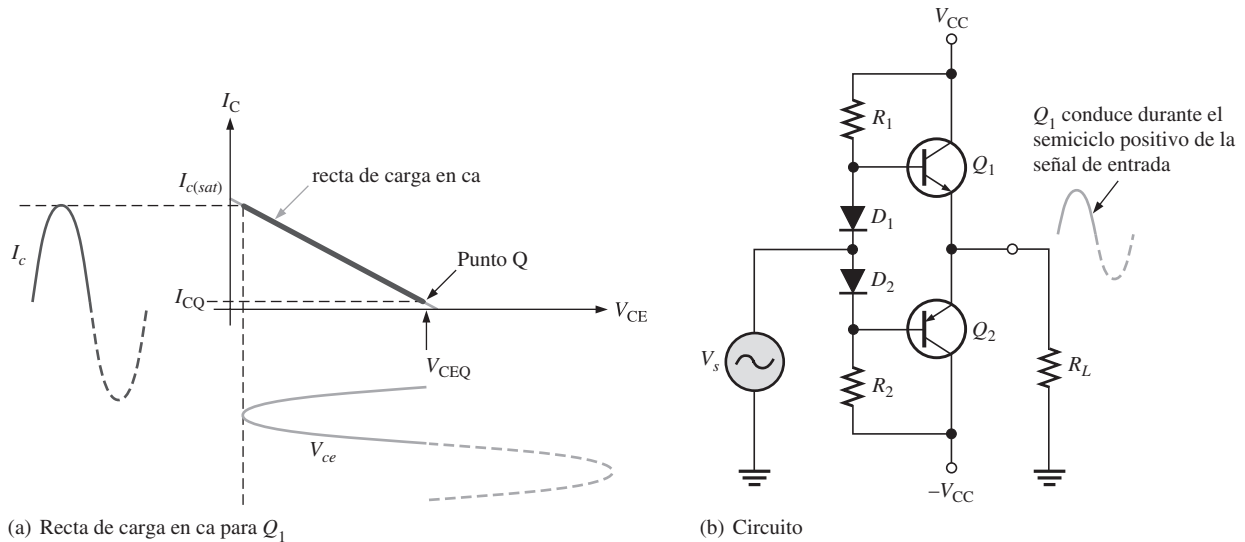 I_C
I_c(sat)
recta de carga en ca
I_c
Punto Q
I_CQ
V_CE
V_CEQ
V_ce
(a) Recta de carga en ca para Q_1
V_CC
R_1
Q_1 conduce durante el
semiciclo positivo de la
señal de entrada
Q_1
D_1
D_2
Q_2
V_s
R_2
R_L
–V_CC
(b) Circuito